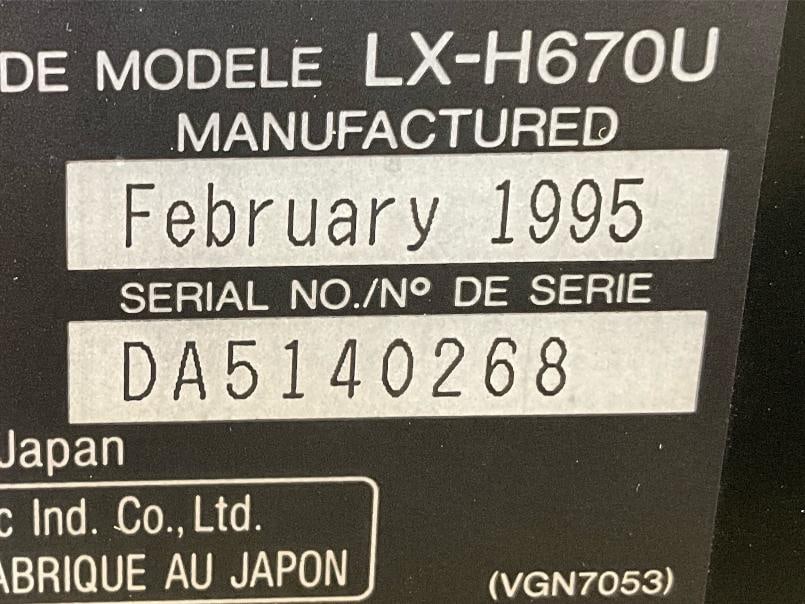 DE MODELE LX-H670U
MANUFACTURED
February 1995
SERIAL NO./Nº DE SERIE
DA5140268
Japan
c Ind. Co., Ltd.
ABRIQUE AU JAPON
(VGN7053)